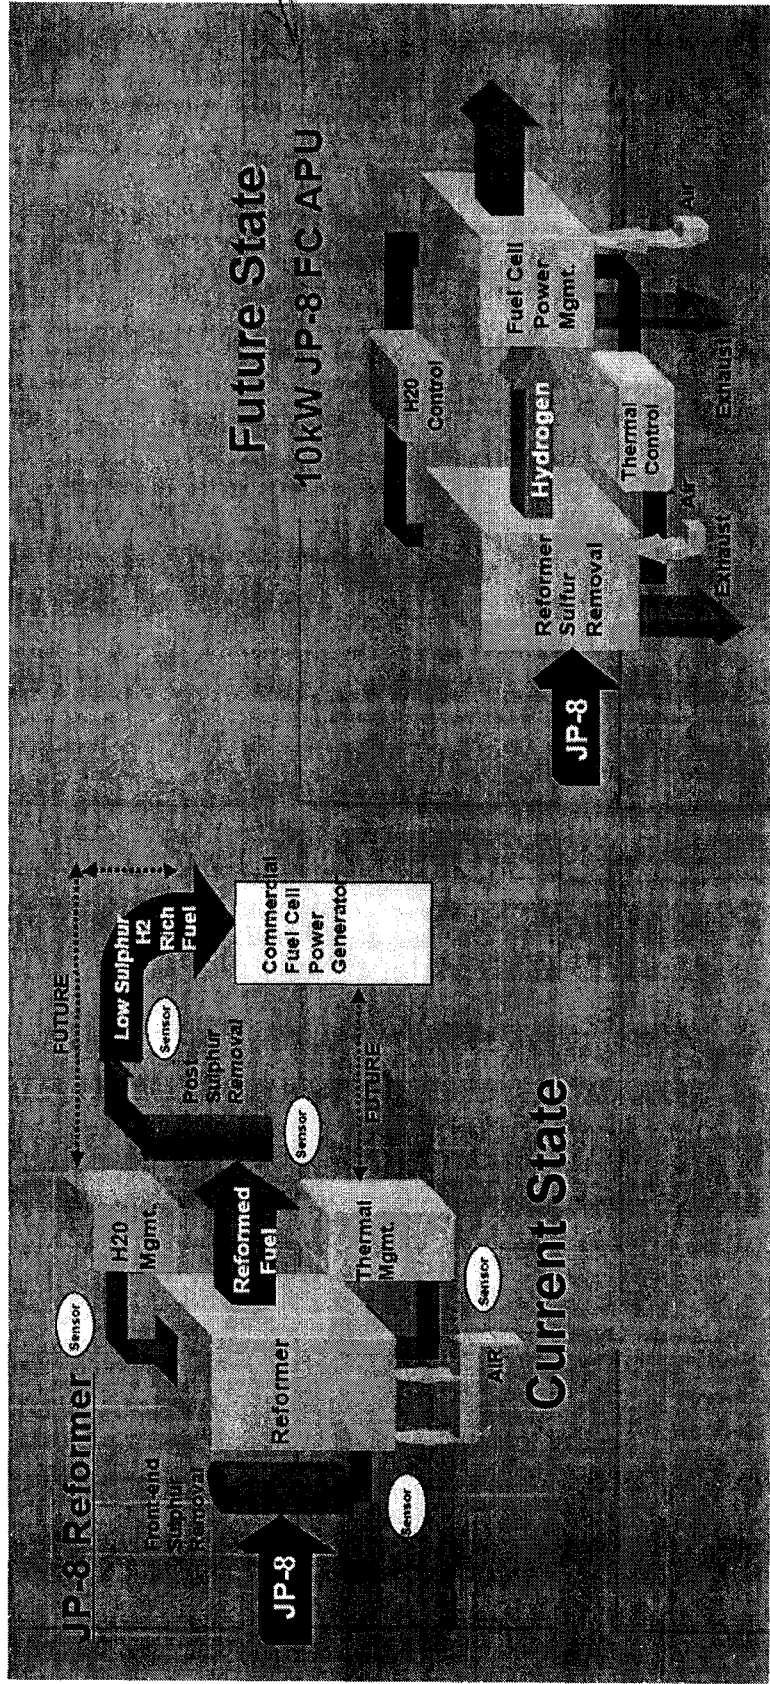 JP-8 Reformer
Front-end
Sulphur
Removal
JP-8
Sensor
Reformer
AIR
Sensor
H20
Mgmt.
Reformed
Fuel
Thermal
Mgmt.
Sensor
Sensor
Post
Sulphur
Removal
Sensor
Low Sulphur
H2
Rich
Fuel
FUTURE
FUTURE
Commercial
Fuel Cell
Power
Generator
Current State
Future State
10kW JP-8 FC APU
JP-8
Reformer
Sulfur
Removal
Exhaust
Air
Hydrogen
H20
Control
Thermal
Control
Fuel Cell
Power
Mgmt.
Exhaust
Air